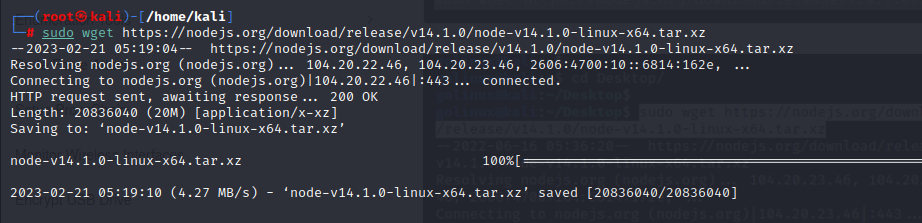 ┌──(root㉿kali)-[/home/kali]
└─# sudo wget https://nodejs.org/download/release/v14.1.0/node-v14.1.0-linux-x64.tar.xz
--2023-02-21 05:19:04--  https://nodejs.org/download/release/v14.1.0/node-v14.1.0-linux-x64.tar.xz
Resolving nodejs.org (nodejs.org)... 104.20.22.46, 104.20.23.46, 2606:4700:10::6814:162e, ...
Connecting to nodejs.org (nodejs.org)|104.20.22.46|:443... connected.
HTTP request sent, awaiting response... 200 OK
Length: 20836040 (20M) [application/x-xz]
Saving to: ‘node-v14.1.0-linux-x64.tar.xz’
node-v14.1.0-linux-x64.tar.xz 100%[
2023-02-21 05:19:10 (4.27 MB/s) - ‘node-v14.1.0-linux-x64.tar.xz’ saved [20836040/20836040]